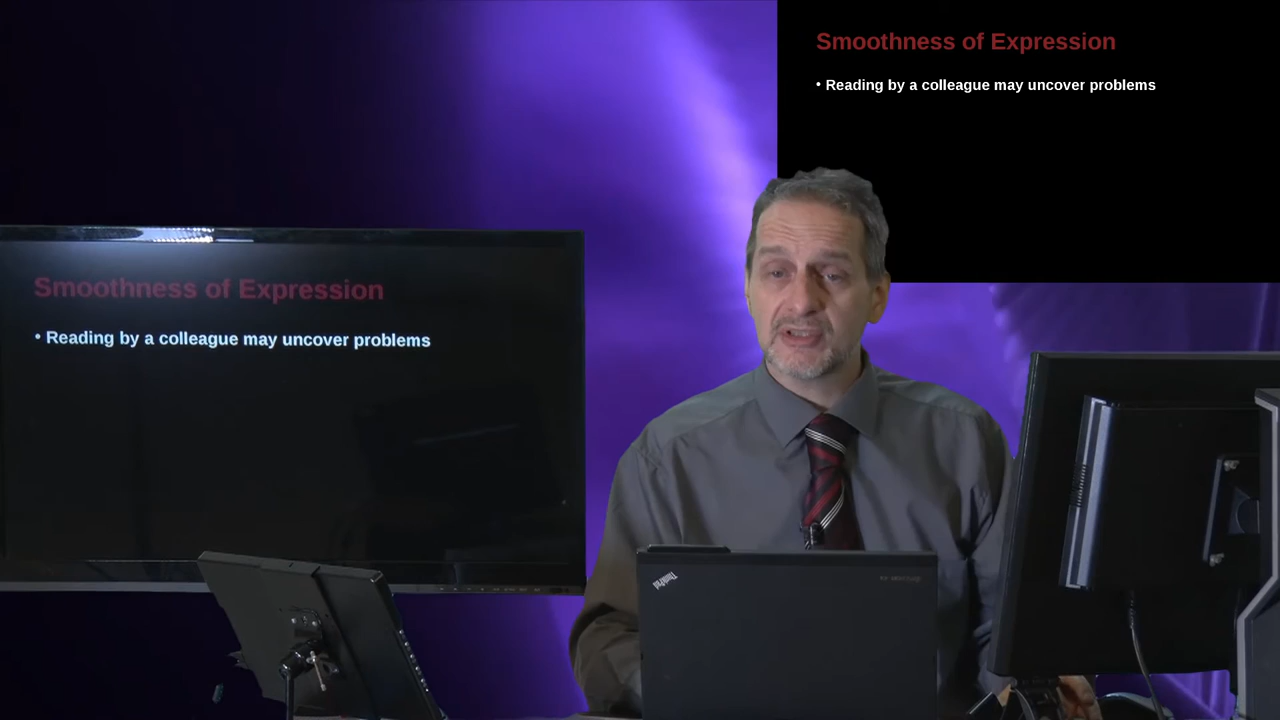 Smoothness of Expression
• Reading by a colleague may uncover problems
Smoothness of Expression
• Reading by a colleague may uncover problems
ThinkPad